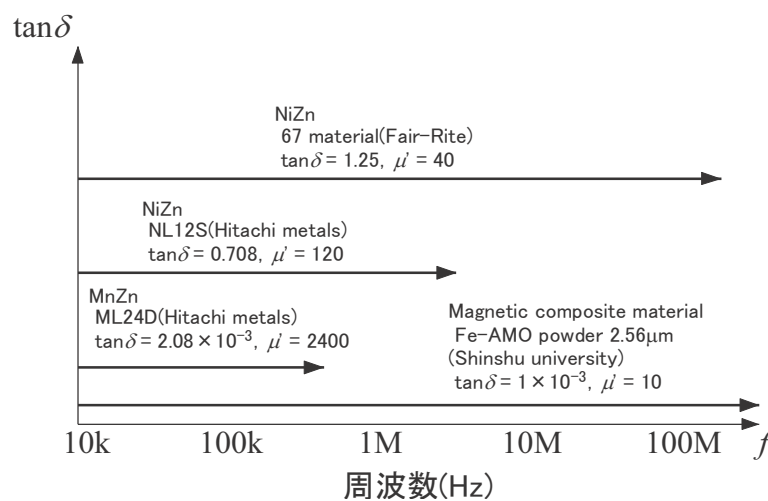 tanδ
NiZn
67 material(Fair-Rite)
tanδ = 1.25, μ' = 40
NiZn
NL12S(Hitachi metals)
tanδ = 0.708, μ' = 120
MnZn
ML24D(Hitachi metals)
tanδ = 2.08 × 10⁻³, μ' = 2400
Magnetic composite material
Fe-AMO powder 2.56μm
(Shinshu university)
tanδ = 1 × 10⁻³, μ' = 10
10k 100k 1M 10M 100M f
周波数(Hz)